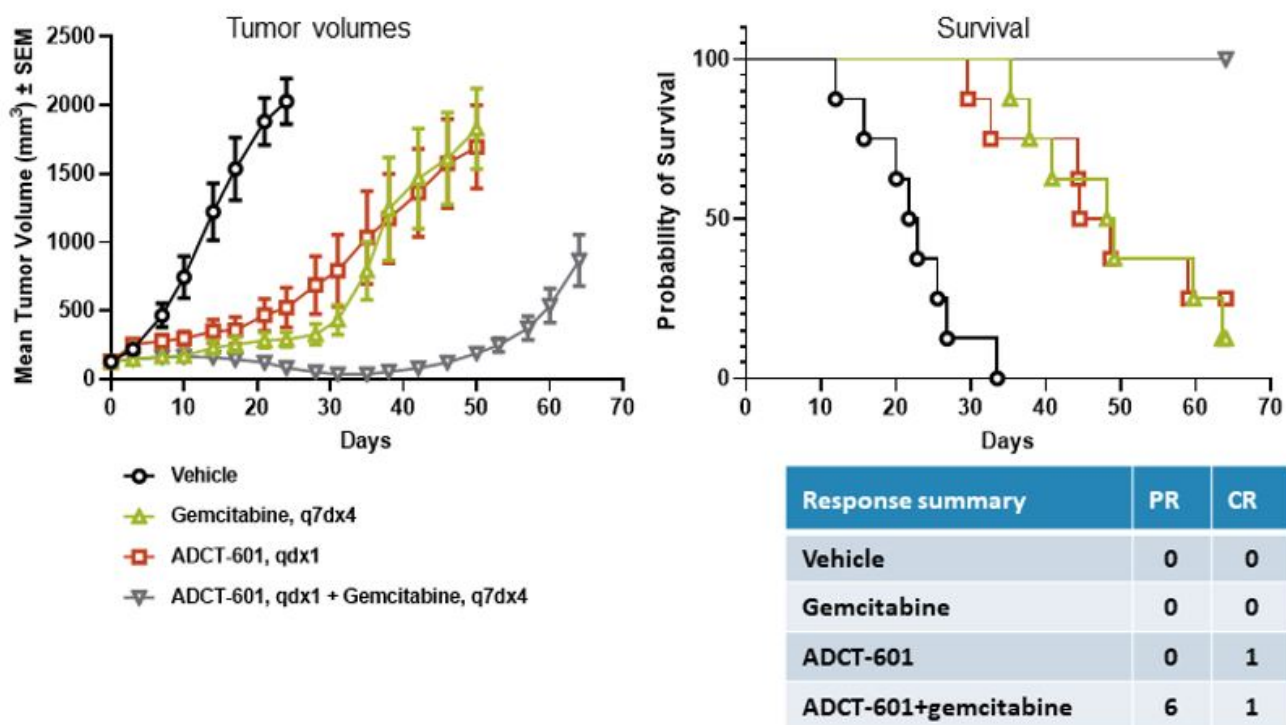 Tumor volumes
Mean Tumor Volume (mm³) ± SEM
2500
2000
1500
1000
500
0
0 10 20 30 40 50 60 70
Days
Survival
Probability of Survival
100
50
0
0 10 20 30 40 50 60 70
Days
Vehicle
Gemcitabine, q7dx4
ADCT-601, qdx1
ADCT-601, qdx1 + Gemcitabine, q7dx4
Response summary PR CR
Vehicle 0 0
Gemcitabine 0 0
ADCT-601 0 1
ADCT-601+gemcitabine 6 1